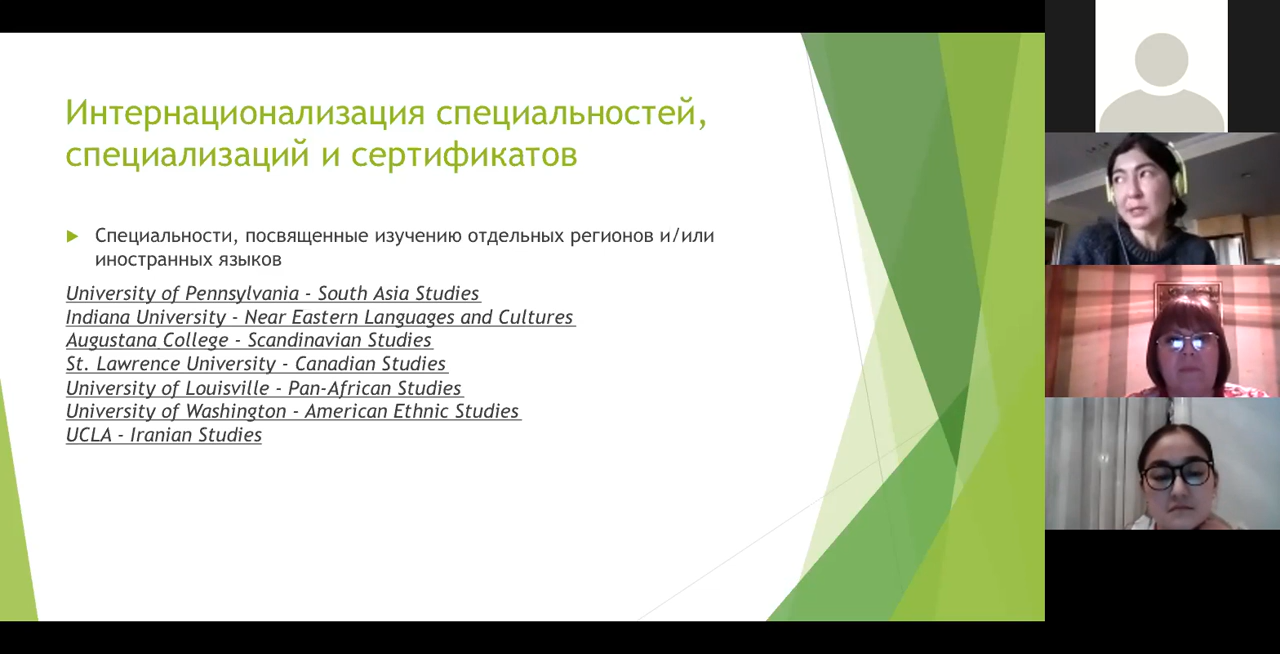 Интернационализация специальностей,
специализаций и сертификатов
Специальности, посвященные изучению отдельных регионов и/или
иностранных языков
University of Pennsylvania - South Asia Studies
Indiana University - Near Eastern Languages and Cultures
Augustana College - Scandinavian Studies
St. Lawrence University - Canadian Studies
University of Louisville - Pan-African Studies
University of Washington - American Ethnic Studies
UCLA - Iranian Studies